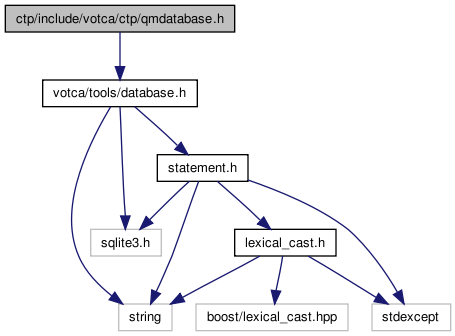 ctp/include/votca/ctp/qmdatabase.h
votca/tools/database.h
statement.h
sqlite3.h
lexical_cast.h
string
boost/lexical_cast.hpp
stdexcept